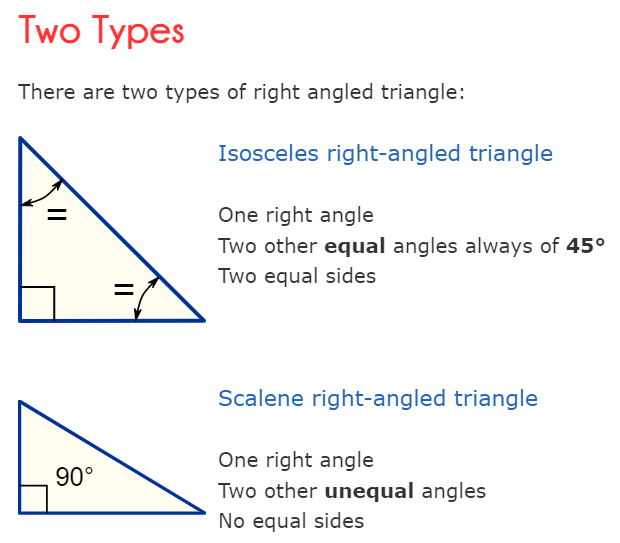 Two Types
There are two types of right angled triangle:
Isosceles right-angled triangle
=
One right angle
Two other equal angles always of 45°
Two equal sides
=
Scalene right-angled triangle
90°
One right angle
Two other unequal angles
No equal sides